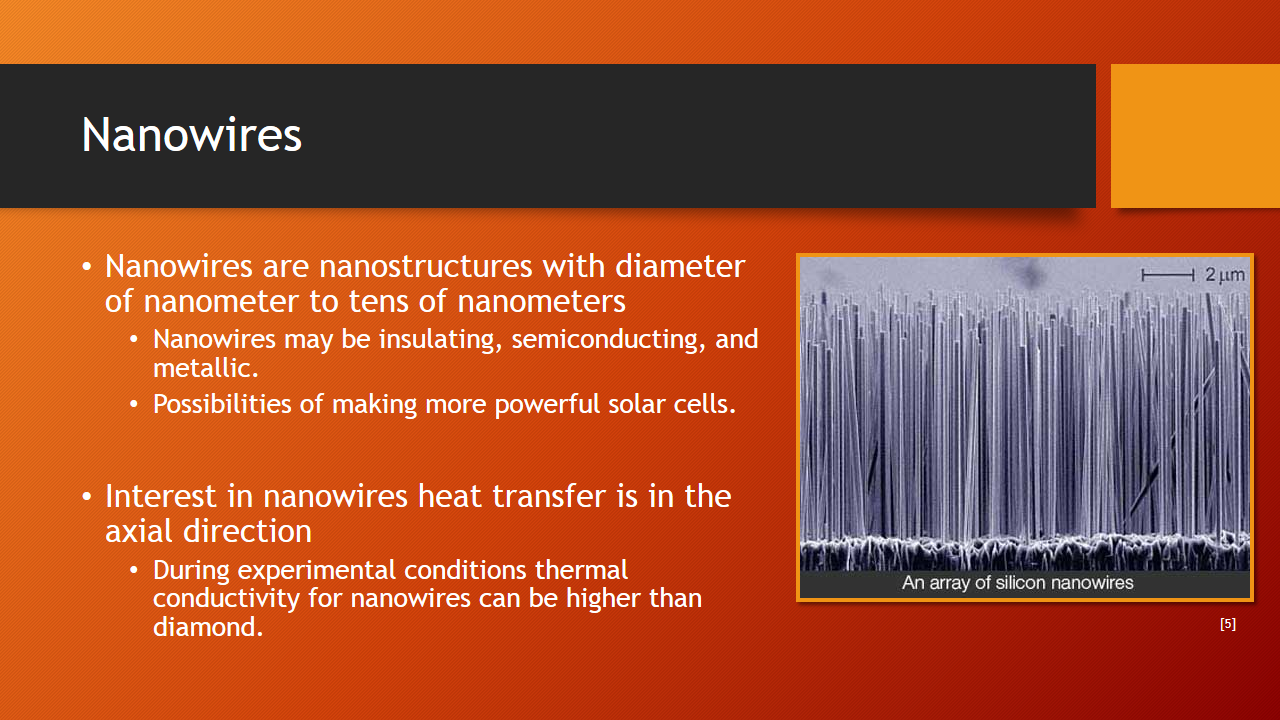 Nanowires
• Nanowires are nanostructures with diameter
of nanometer to tens of nanometers
• Nanowires may be insulating, semiconducting, and
metallic.
• Possibilities of making more powerful solar cells.
• Interest in nanowires heat transfer is in the
axial direction
• During experimental conditions thermal
conductivity for nanowires can be higher than
diamond.
2 μm
An array of silicon nanowires
[5]